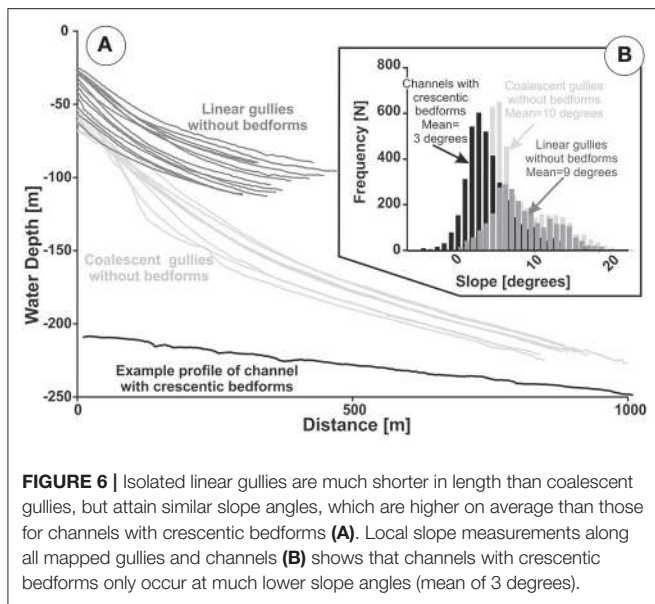 A
0
-50
-100
-150
-200
-250
Water Depth [m]
Linear gullies
without bedforms
Coalescent gullies
without bedforms
Example profile of channel
with crescentic bedforms
0
500
1000
Distance [m]
B
800
600
400
200
0
Frequency [N]
Channels with
crescentic
bedforms
Mean=
3 degrees
Coalescent gullies
without bedforms
Mean=10 degrees
Linear gullies
without bedforms
Mean=9 degrees
0
10
20
Slope [degrees]
FIGURE 6 | Isolated linear gullies are much shorter in length than coalescent
gullies, but attain similar slope angles, which are higher on average than those
for channels with crescentic bedforms (A). Local slope measurements along
all mapped gullies and channels (B) shows that channels with crescentic
bedforms only occur at much lower slope angles (mean of 3 degrees).